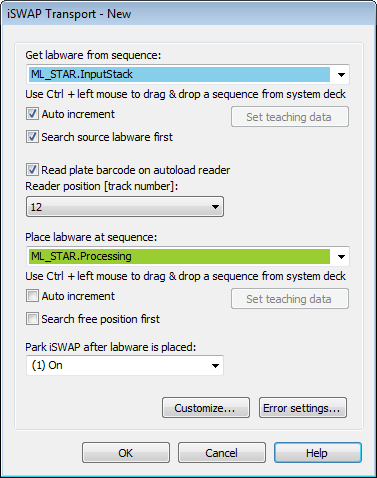 iSWAP Transport - New
Get labware from sequence:
ML_STAR.InputStack
Use Ctrl + left mouse to drag & drop a sequence from system deck
Auto increment
Set teaching data
Search source labware first
Read plate barcode on autoload reader
Reader position [track number]:
12
Place labware at sequence:
ML_STAR.Processing
Use Ctrl + left mouse to drag & drop a sequence from system deck
Auto increment
Set teaching data
Search free position first
Park iSWAP after labware is placed:
(1) On
Customize... Error settings...
OK Cancel Help